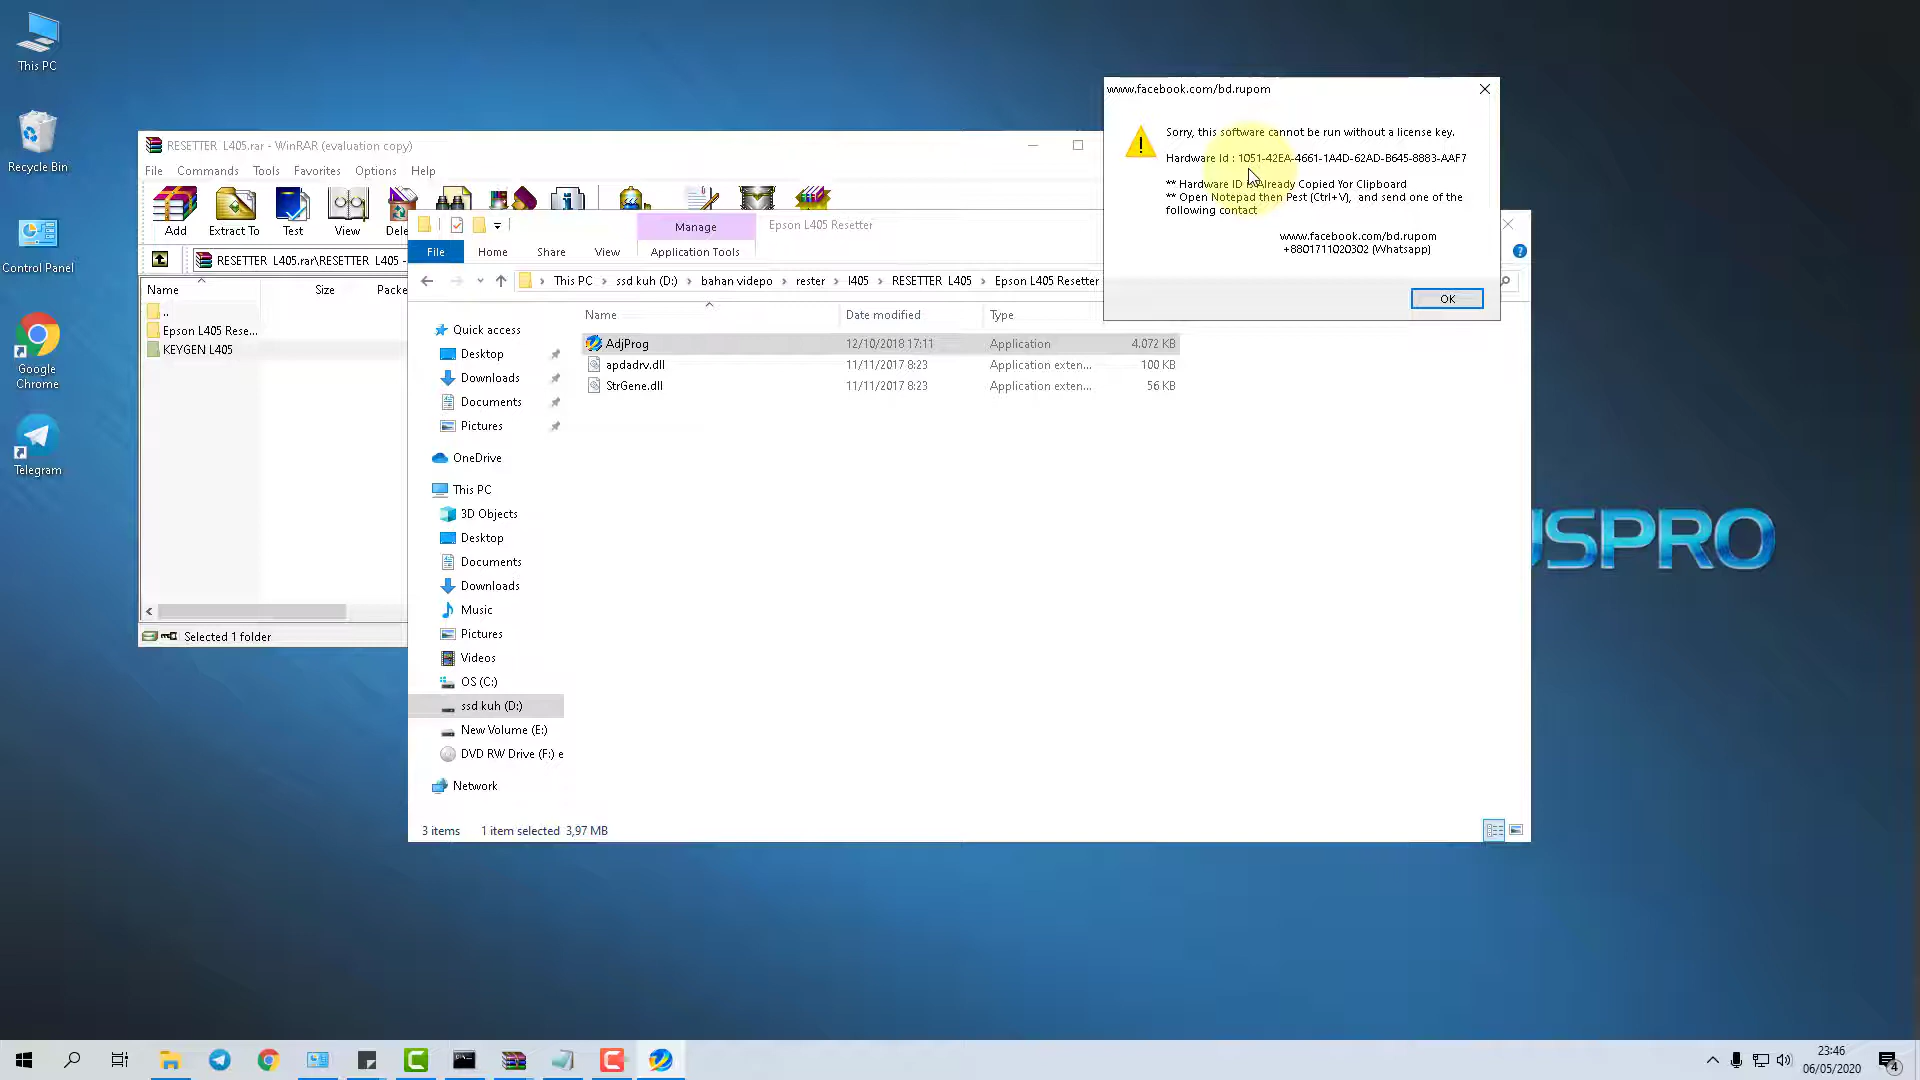 This PC
Recycle Bin
Control Panel
Google
Chrome
Telegram
RESETTER L405.rar - WinRAR (evaluation copy)
File Commands Tools Favorites Options Help
Add Extract To Test View Dele
RESETTER L405.rar\RESETTER L405 -
Name Size Packe
..
Epson L405 Rese...
KEYGEN L405
Selected 1 folder
Manage Epson L405 Resetter
File Home Share View Application Tools
This PC › ssd kuh (D:) › bahan videpo › rester › l405 › RESETTER L405 › Epson L405 Resetter
Name Date modified Type
AdjProg 12/10/2018 17:11 Application 4.072 KB
apdadrv.dll 11/11/2017 8:23 Application exten... 100 KB
StrGene.dll 11/11/2017 8:23 Application exten... 56 KB
Quick access
Desktop
Downloads
Documents
Pictures
OneDrive
This PC
3D Objects
Desktop
Documents
Downloads
Music
Pictures
Videos
OS (C:)
ssd kuh (D:)
New Volume (E:)
DVD RW Drive (F:) e
Network
3 items 1 item selected 3,97 MB
www.facebook.com/bd.rupom
Sorry, this software cannot be run without a license key.
Hardware Id : 1051-42EA-4661-1A4D-62AD-B645-8883-AAF7
** Hardware ID is Already Copied Yor Clipboard
** Open Notepad then Pest (Ctrl+V), and send one of the
following contact
www.facebook.com/bd.rupom
+8801711020302 (Whatsapp)
OK
USPRO
23:46
06/05/2020
4